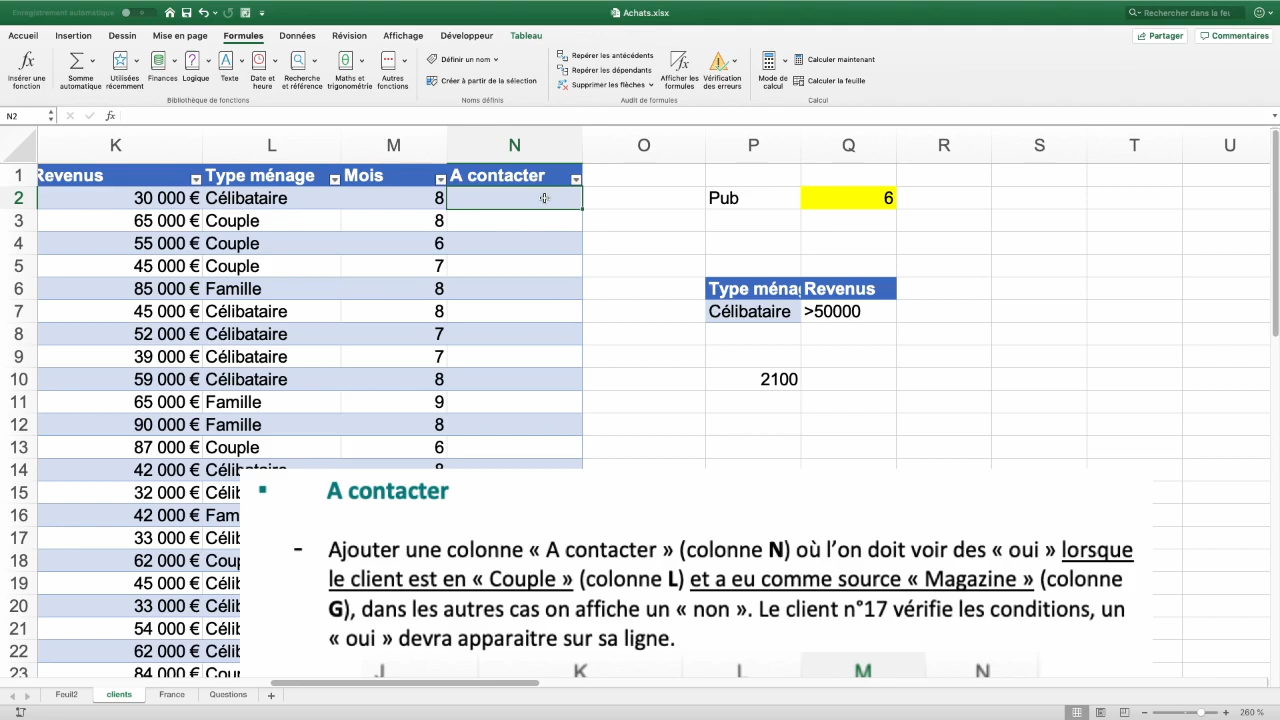 Enregistrement automatique
Achats.xlsx
Rechercher dans la feu
Accueil Insertion Dessin Mise en page Formules Données Révision Affichage Développeur Tableau
Partager Commentaires
Insérer une fonction
Somme automatique
Utilisées récemment
Finances
Logique
Texte
Date et heure
Recherche et référence
Maths et trigonométrie
Autres fonctions
Bibliothèque de fonctions
Définir un nom
Créer à partir de la sélection
Noms définis
Repérer les antécédents
Repérer les dépendants
Supprimer les flèches
Afficher les formules
Vérification des erreurs
Audit de formules
Mode de calcul
Calculer maintenant
Calculer la feuille
Calcul
N2 fx
K L M N O P Q R S T U
1 Revenus Type ménage Mois A contacter
2 30 000 € Célibataire 8 Pub 6
3 65 000 € Couple 8
4 55 000 € Couple 6
5 45 000 € Couple 7
6 85 000 € Famille 8 Type ménag Revenus
7 45 000 € Célibataire 8 Célibataire >50000
8 52 000 € Célibataire 7
9 39 000 € Célibataire 7
10 59 000 € Célibataire 8 2100
11 65 000 € Famille 9
12 90 000 € Famille 8
13 87 000 € Couple 6
14 42 000 € Célibataire 8
15 32 000 € Célib
16 42 000 € Fam
17 33 000 € Célib
18 62 000 € Coup
19 45 000 € Célib
20 33 000 € Célib
21 54 000 € Célib
22 62 000 € Célib
23 84 000 € Coup
A contacter
- Ajouter une colonne « A contacter » (colonne N) où l’on doit voir des « oui » lorsque
le client est en « Couple » (colonne L) et a eu comme source « Magazine » (colonne
G), dans les autres cas on affiche un « non ». Le client n°17 vérifie les conditions, un
« oui » devra apparaitre sur sa ligne.
J K L M N
Feuil2 clients France Questions +
260 %